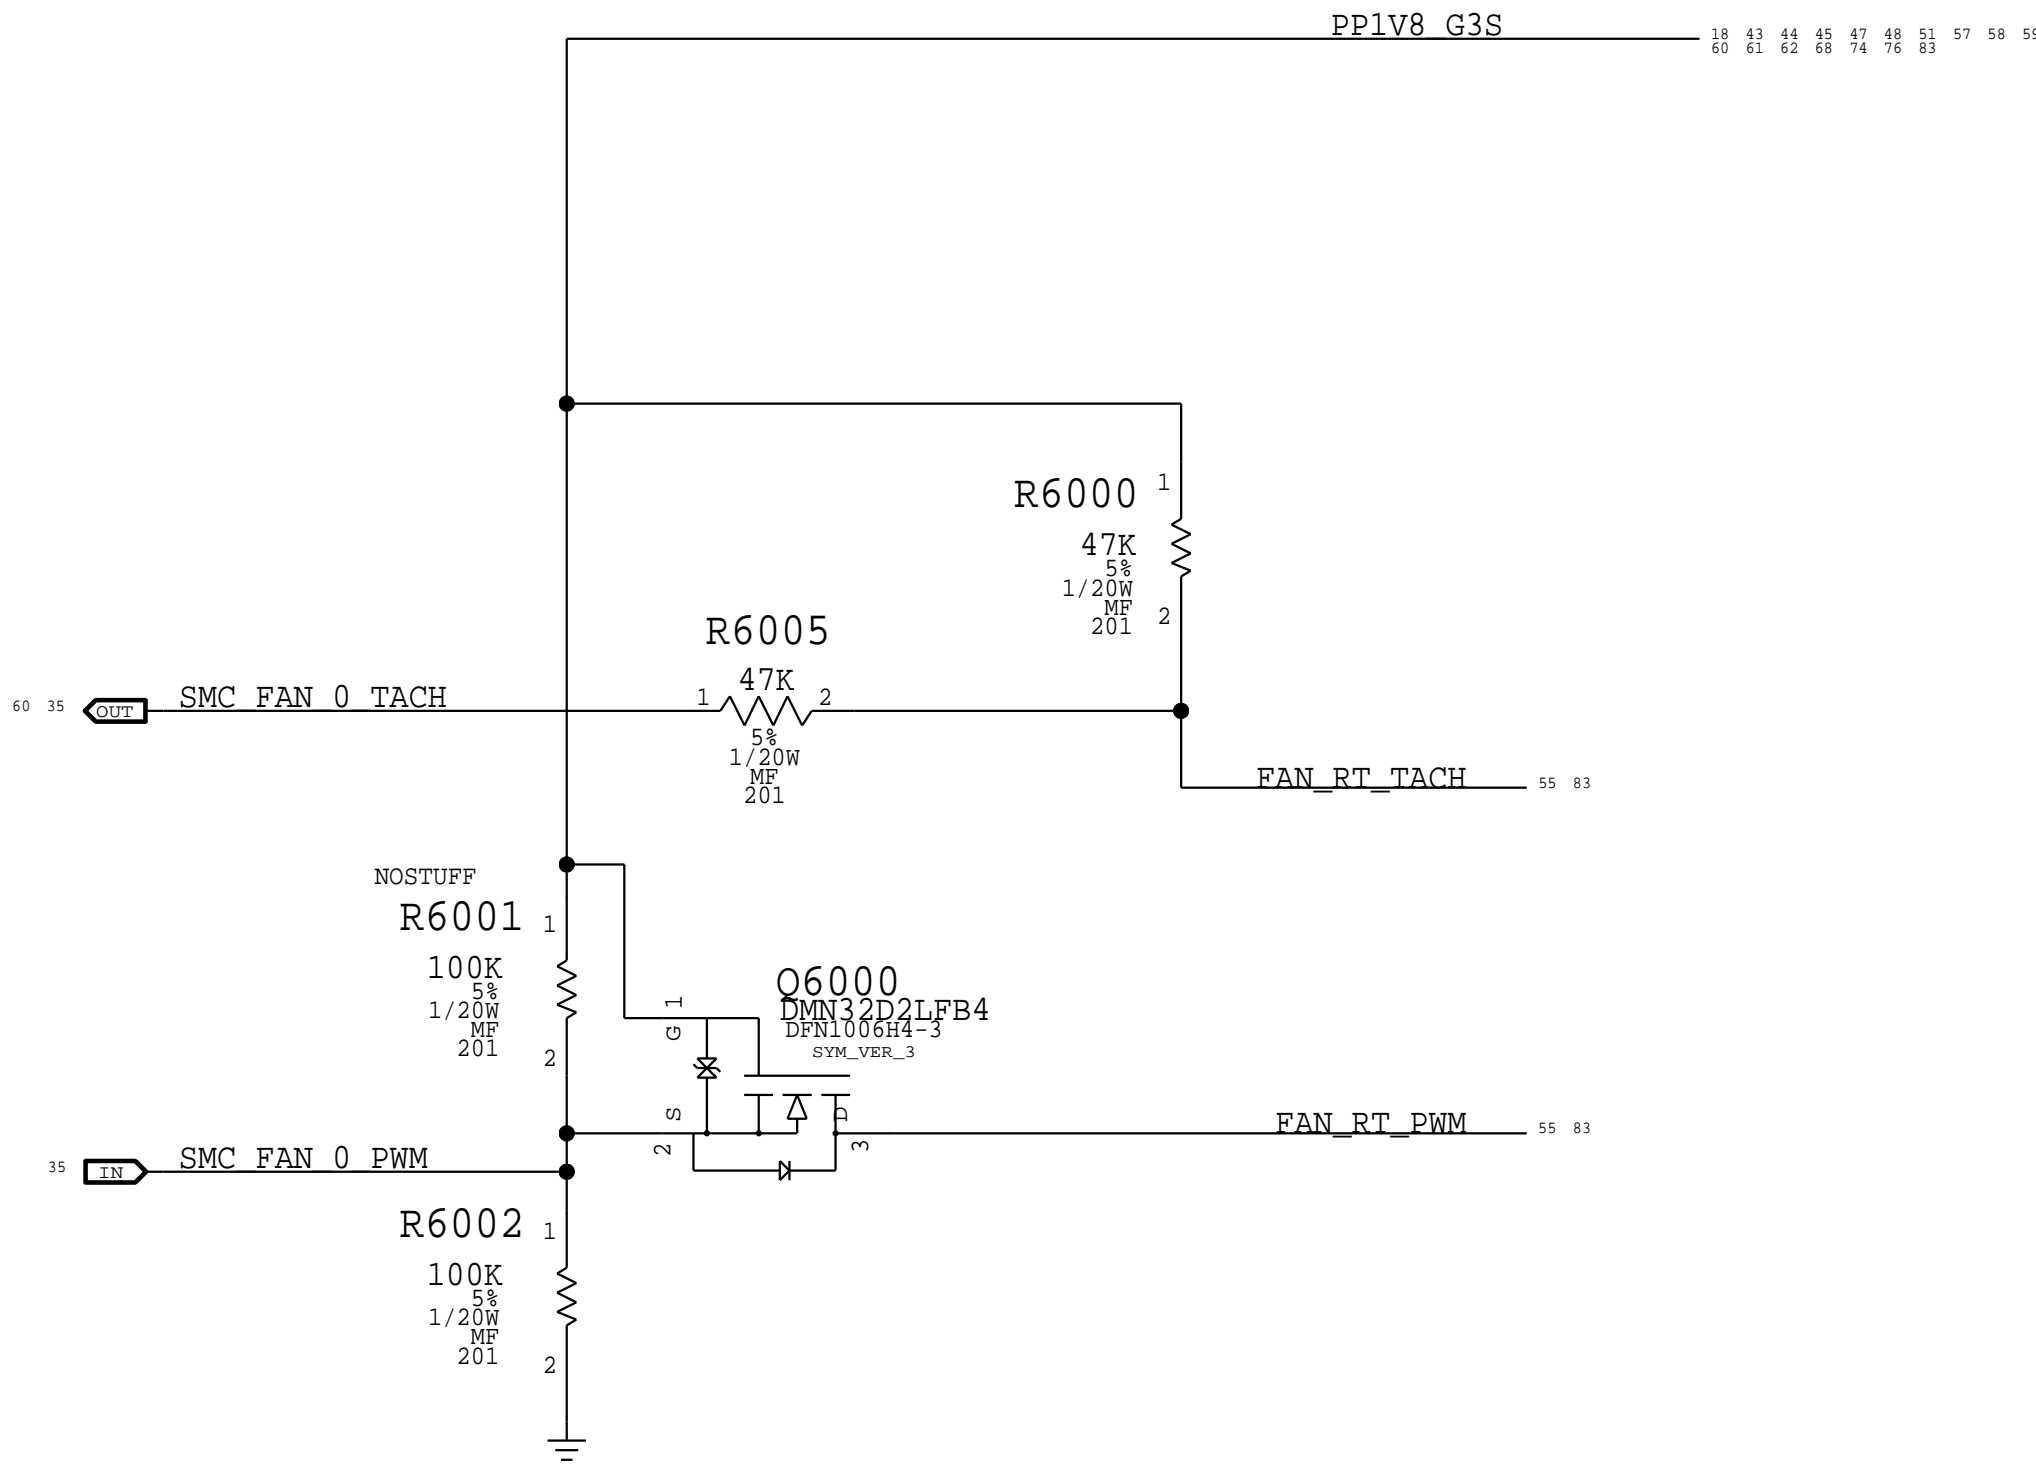 PP1V8_G3S
18 43 44 45 47 48 51 57 58 59
60 61 62 68 74 76 83
R6000
1
47K
5%
1/20W
MF
201
2
R6005
47K
1
2
5%
1/20W
MF
201
60 35
OUT
SMC_FAN_0_TACH
FAN_RT_TACH
55 83
NOSTUFF
R6001
1
100K
5%
1/20W
MF
201
2
Q6000
DMN32D2LFB4
DFN1006H4-3
SYM_VER_3
1
G
S
2
D
3
FAN_RT_PWM
55 83
35
IN
SMC_FAN_0_PWM
R6002
1
100K
5%
1/20W
MF
201
2